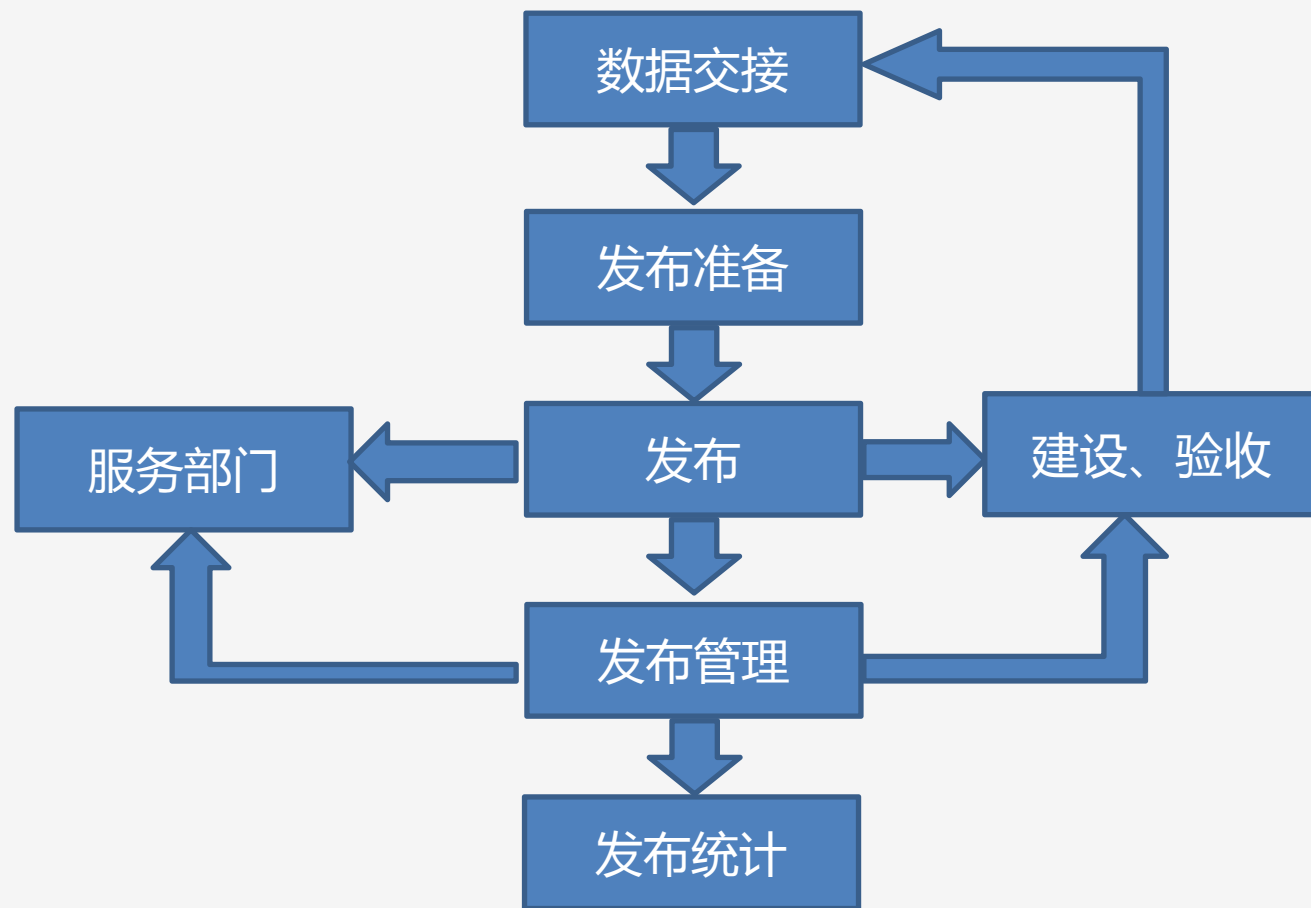 数据交接
发布准备
服务部门
发布
建设、验收
发布管理
发布统计